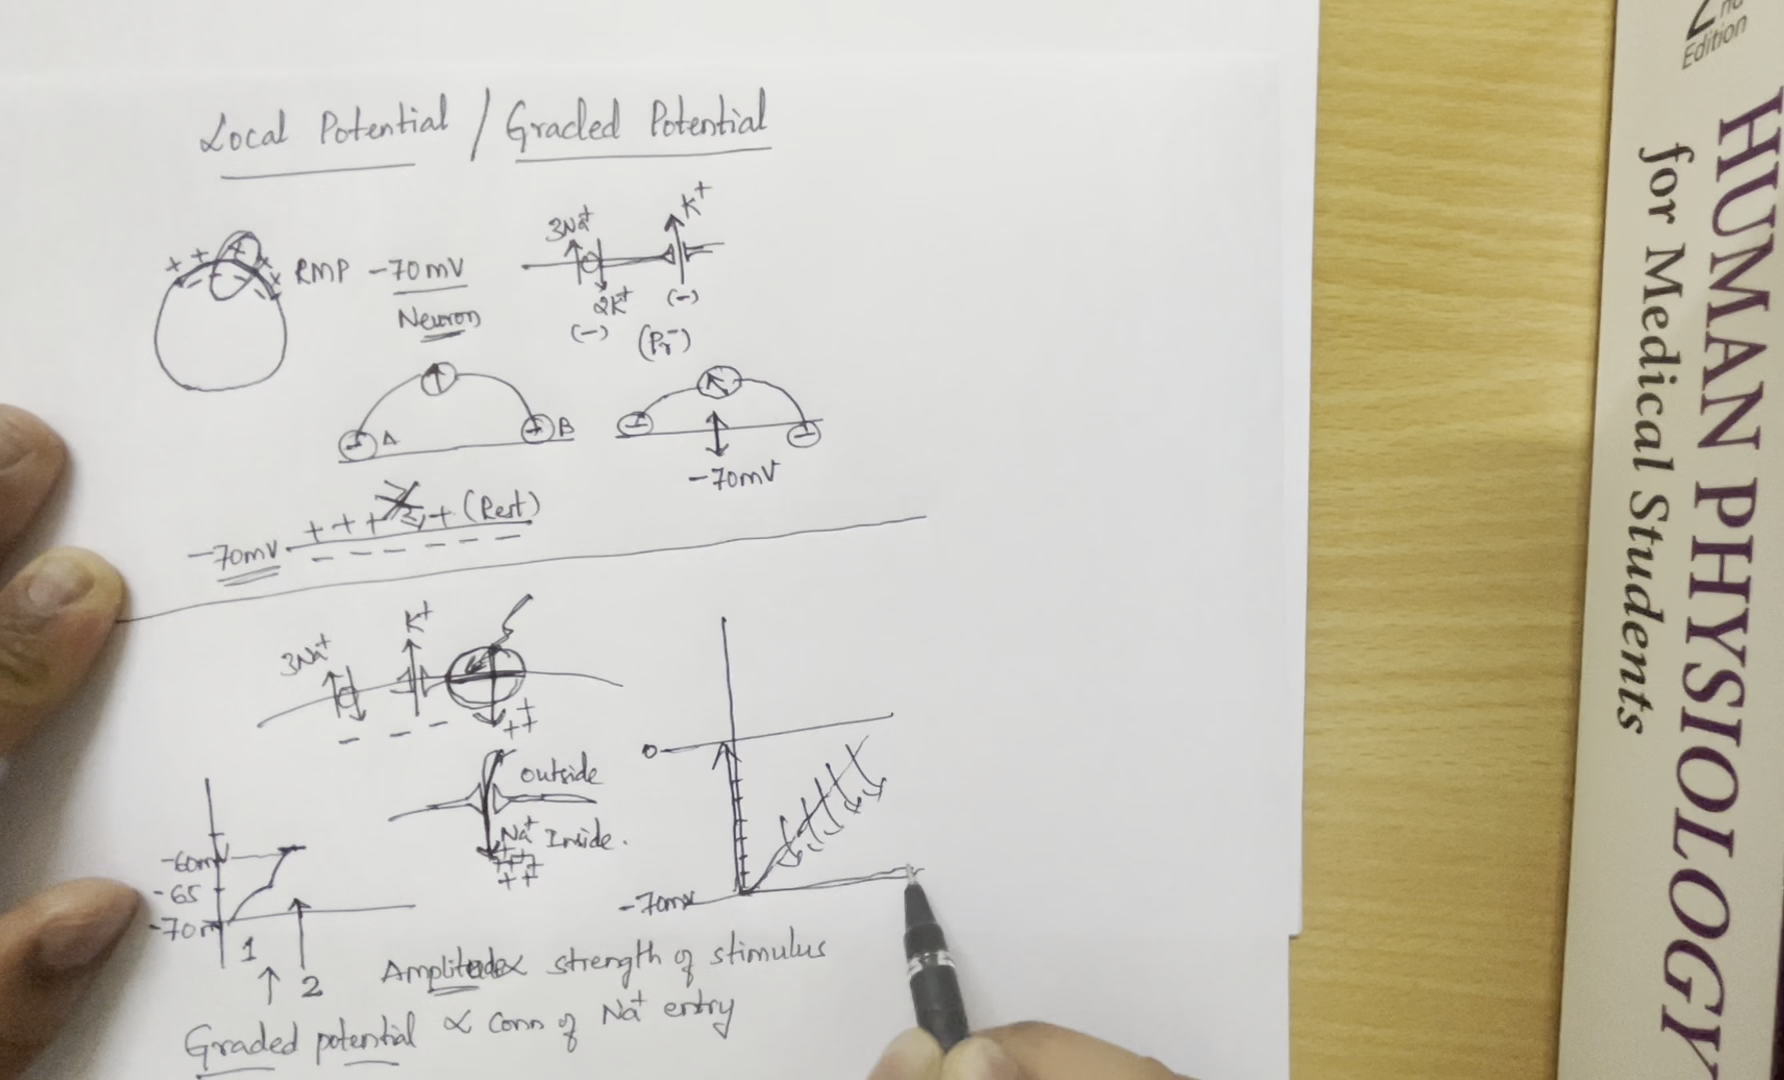 Local Potential / Graded Potential
3Na+
K+
RMP -70mV
Neuron
2K+
(-)
(-)
(Pr-)
A
B
-70mV
+ + + + (Rest)
-70mV
- - - - - -
3Na+
K+
++
- - -
0
outside
Na+ Inside.
-60mV
-65
-70m
-70mV
1
2
Amplitude ∝ strength of stimulus
Graded potential ∝ Conn of Na+ entry
2nd
Edition
HUMAN PHYSIOLOGY
for Medical Students